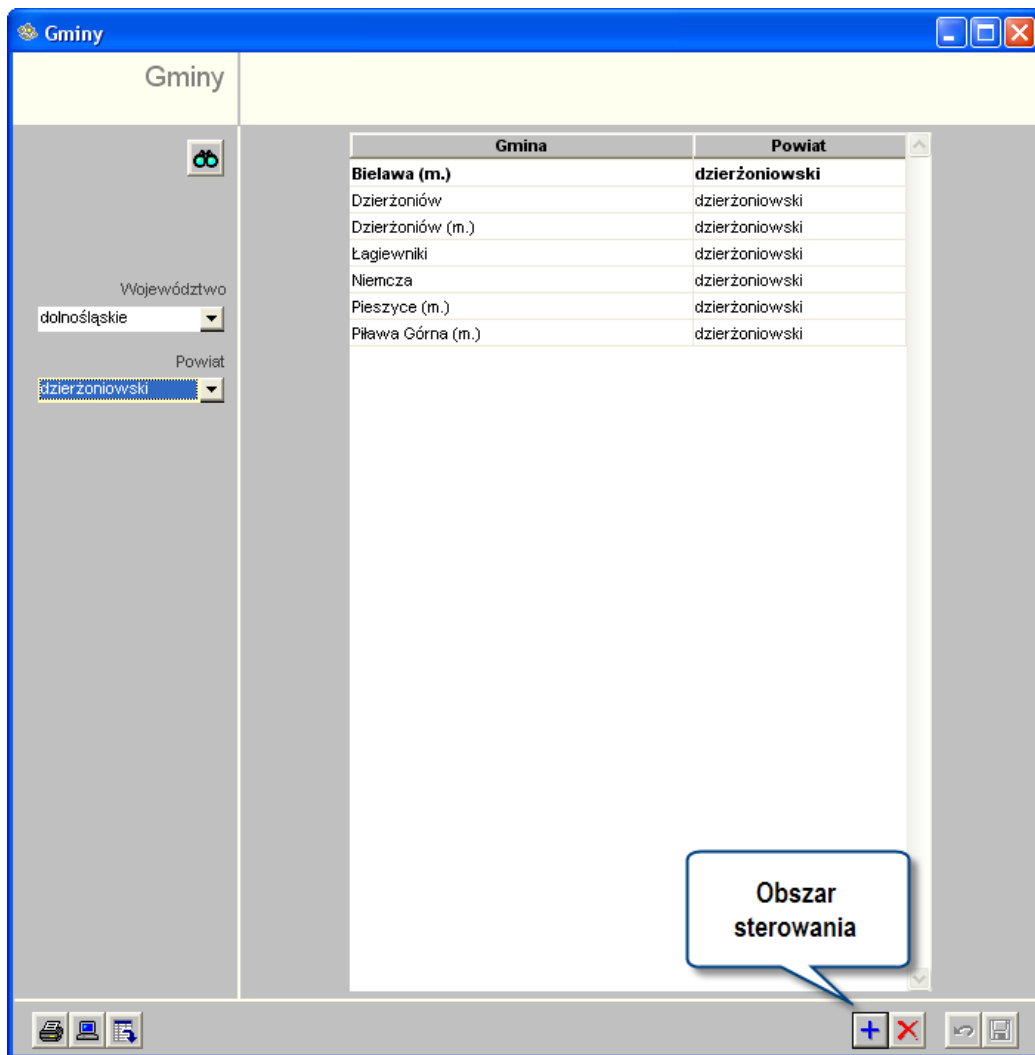 Gminy
Gminy
Gmina Powiat
Bielawa (m.) dzierżoniowski
Dzierżoniów dzierżoniowski
Dzierżoniów (m.) dzierżoniowski
Łagiewniki dzierżoniowski
Niemcza dzierżoniowski
Pieszyce (m.) dzierżoniowski
Piława Górna (m.) dzierżoniowski
Województwo
dolnośląskie
Powiat
dzierżoniowski
Obszar
sterowania